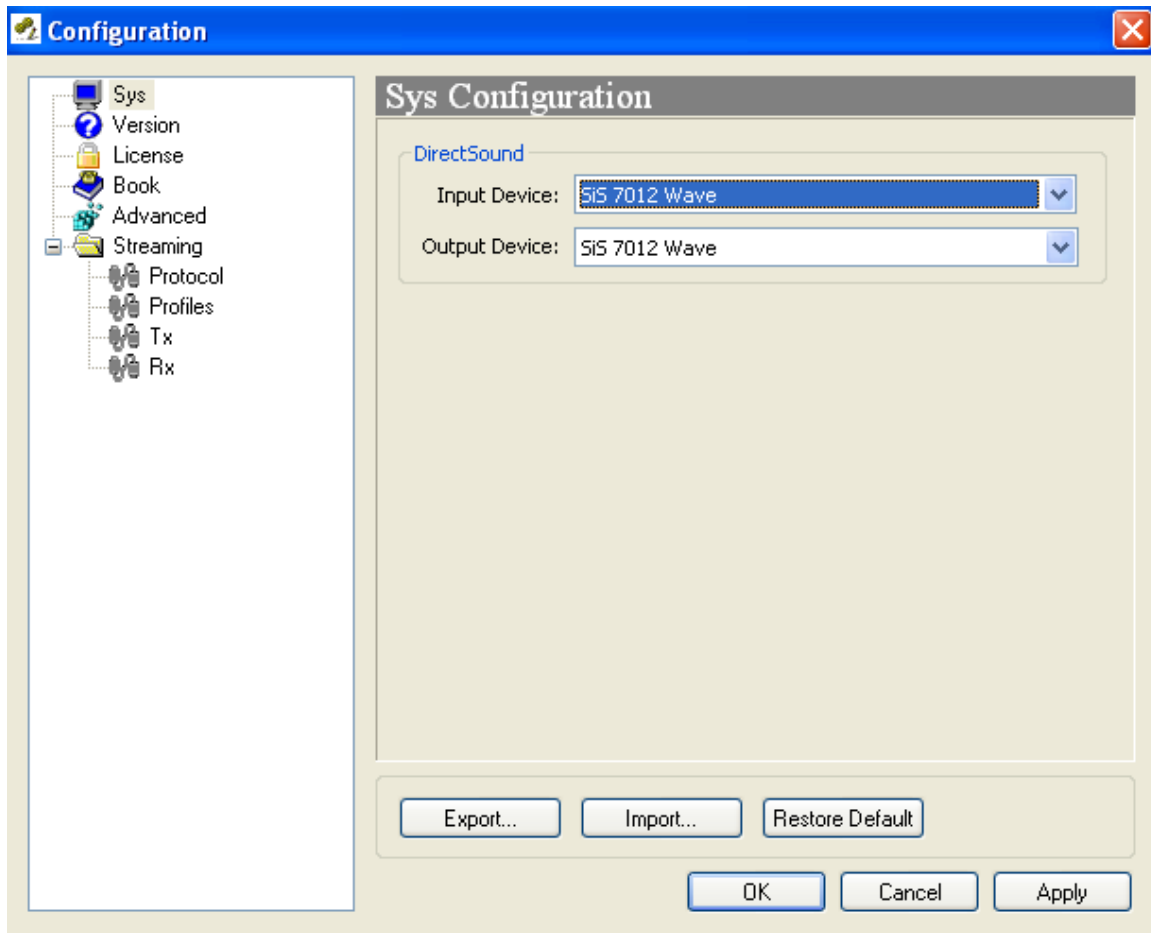 Configuration
Sys
Version
License
Book
Advanced
Streaming
Protocol
Profiles
Tx
Rx
Sys Configuration
DirectSound
Input Device: SiS 7012 Wave
Output Device: SiS 7012 Wave
Export... Import... Restore Default
OK Cancel Apply